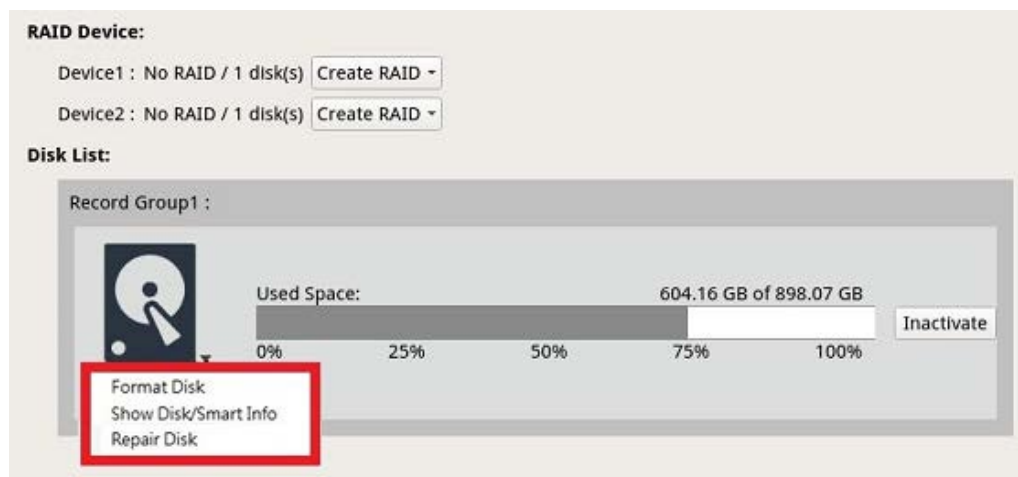 RAID Device:
Device1 : No RAID / 1 disk(s) Create RAID
Device2 : No RAID / 1 disk(s) Create RAID
Disk List:
Record Group1 :
Used Space: 604.16 GB of 898.07 GB
Inactivate
0% 25% 50% 75% 100%
Format Disk
Show Disk/Smart Info
Repair Disk